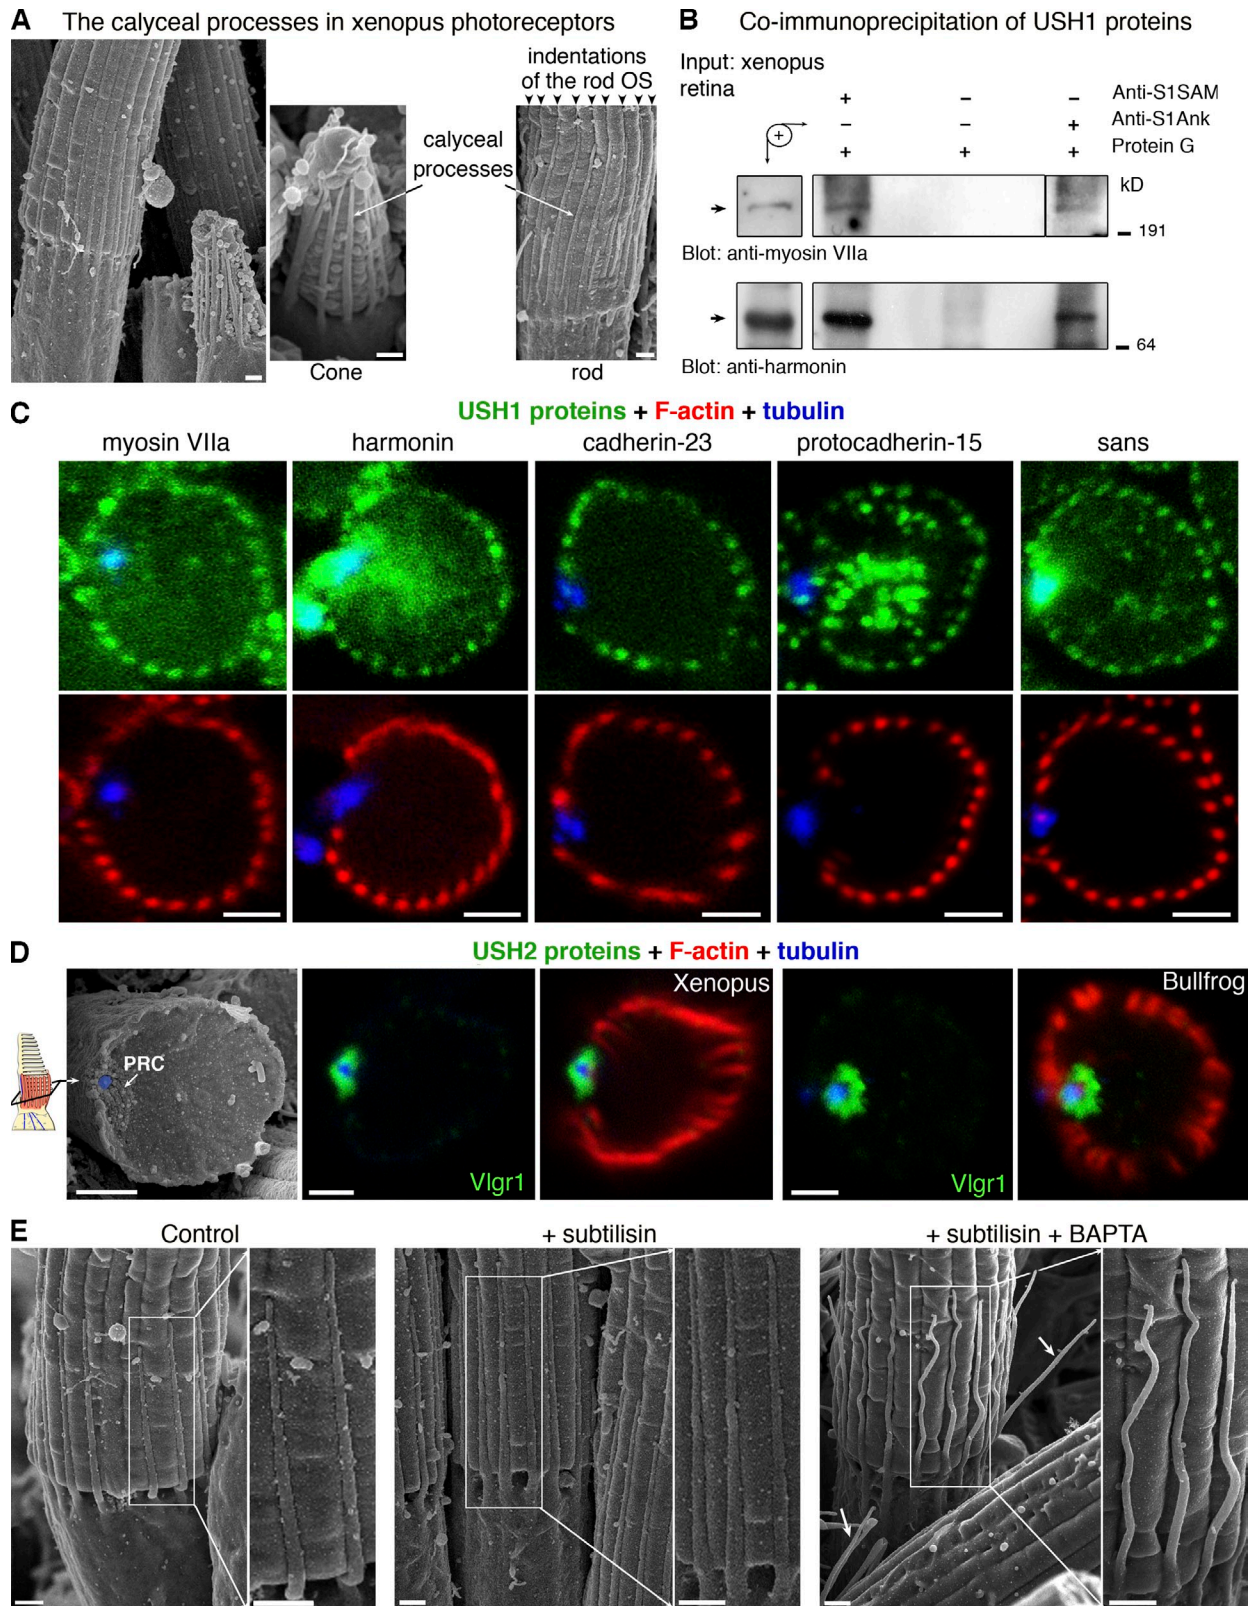 A The calyceal processes in xenopus photoreceptors
indentations
of the rod OS
calyceal
processes
Cone
rod
B Co-immunoprecipitation of USH1 proteins
Input: xenopus
retina
+ – – Anti-S1SAM
– – + Anti-S1Ank
+ + + Protein G
+
kD
191
Blot: anti-myosin VIIa
64
Blot: anti-harmonin
C USH1 proteins + F-actin + tubulin
myosin VIIa harmonin cadherin-23 protocadherin-15 sans
D USH2 proteins + F-actin + tubulin
PRC
Xenopus
Bullfrog
Vlgr1
Vlgr1
E Control + subtilisin + subtilisin + BAPTA